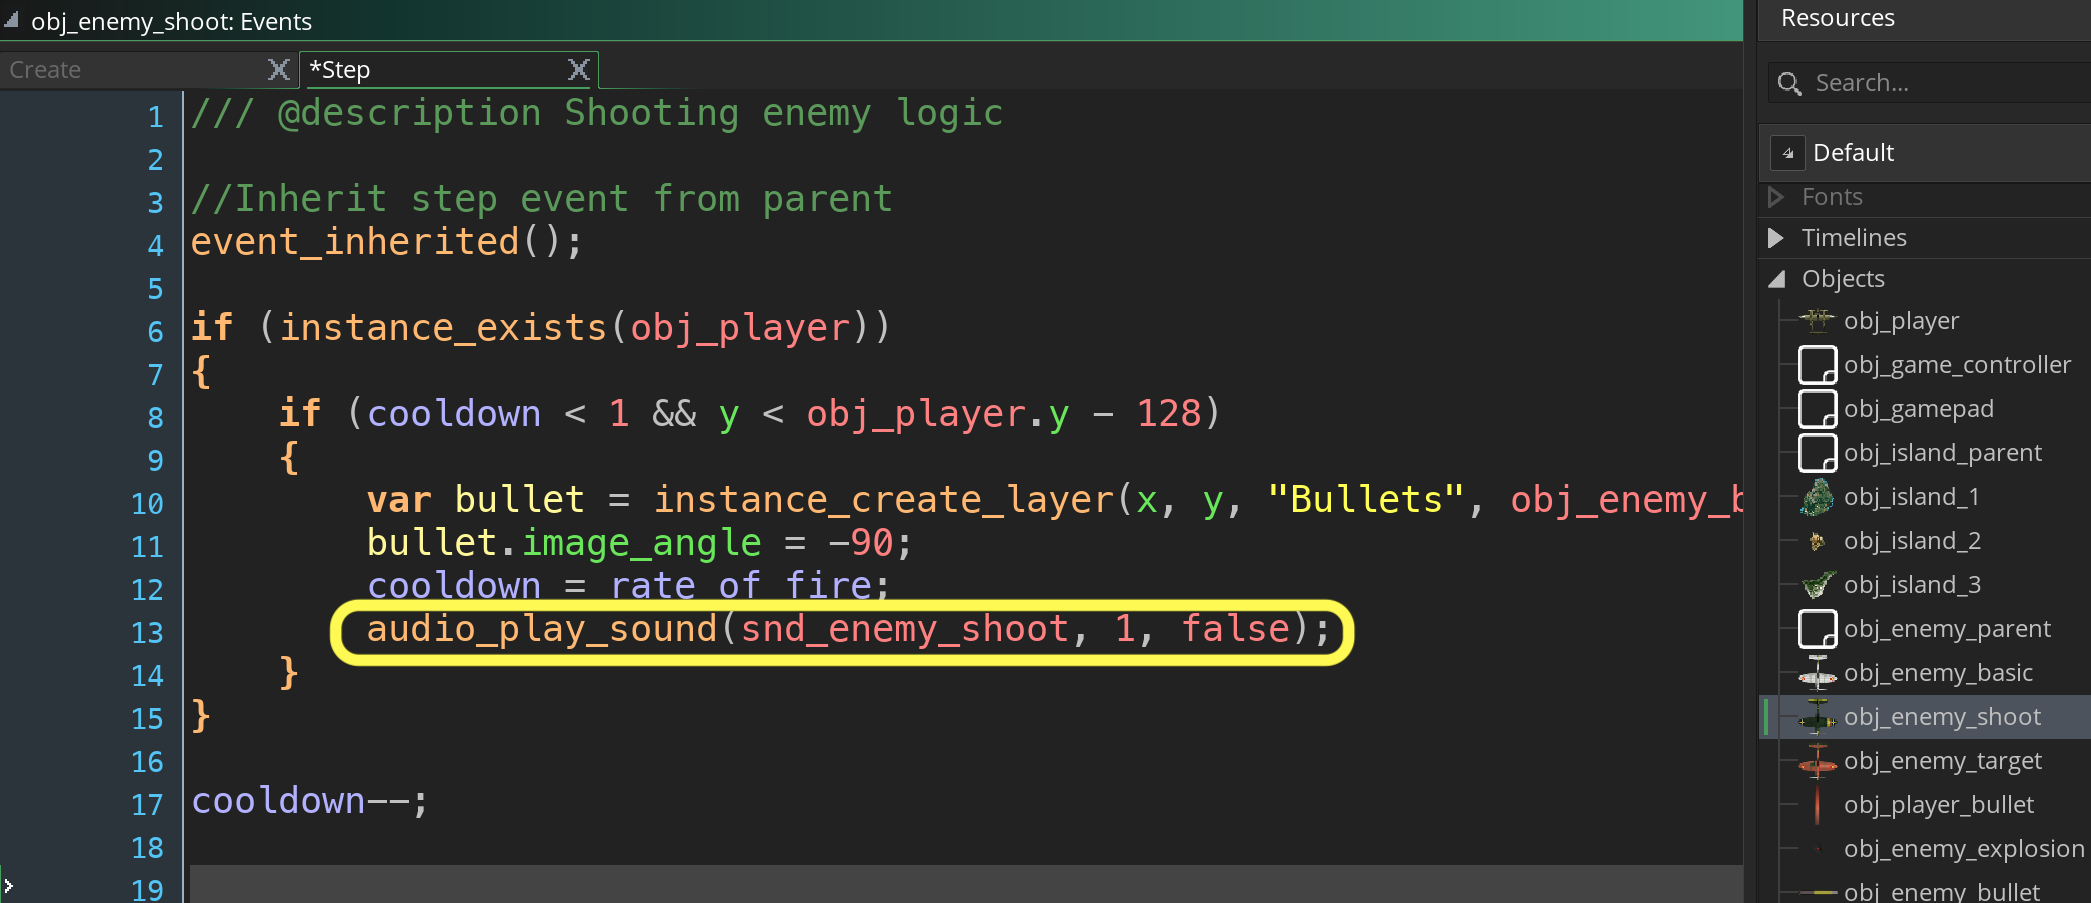 obj_enemy_shoot: Events
Create
*Step
1 /// @description Shooting enemy logic
2
3 //Inherit step event from parent
4 event_inherited();
5
6 if (instance_exists(obj_player))
7 {
8 if (cooldown < 1 && y < obj_player.y - 128)
9 {
10 var bullet = instance_create_layer(x, y, "Bullets", obj_enemy_b
11 bullet.image_angle = -90;
12 cooldown = rate_of_fire;
13 audio_play_sound(snd_enemy_shoot, 1, false);
14 }
15 }
16
17 cooldown--;
18
19
Resources
Search...
Default
Fonts
Timelines
Objects
obj_player
obj_game_controller
obj_gamepad
obj_island_parent
obj_island_1
obj_island_2
obj_island_3
obj_enemy_parent
obj_enemy_basic
obj_enemy_shoot
obj_enemy_target
obj_player_bullet
obj_enemy_explosion
obj_enemy_bullet